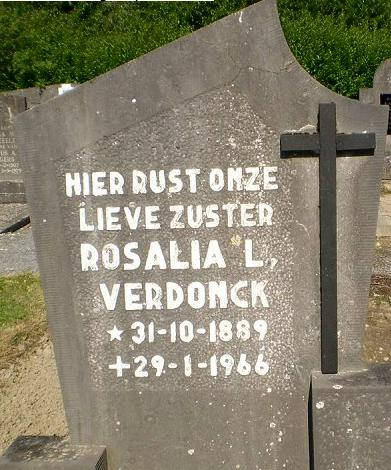 HIER RUST ONZE
LIEVE ZUSTER
ROSALIA L.
VERDONCK
* 31-10-1889
+ 29-1-1966